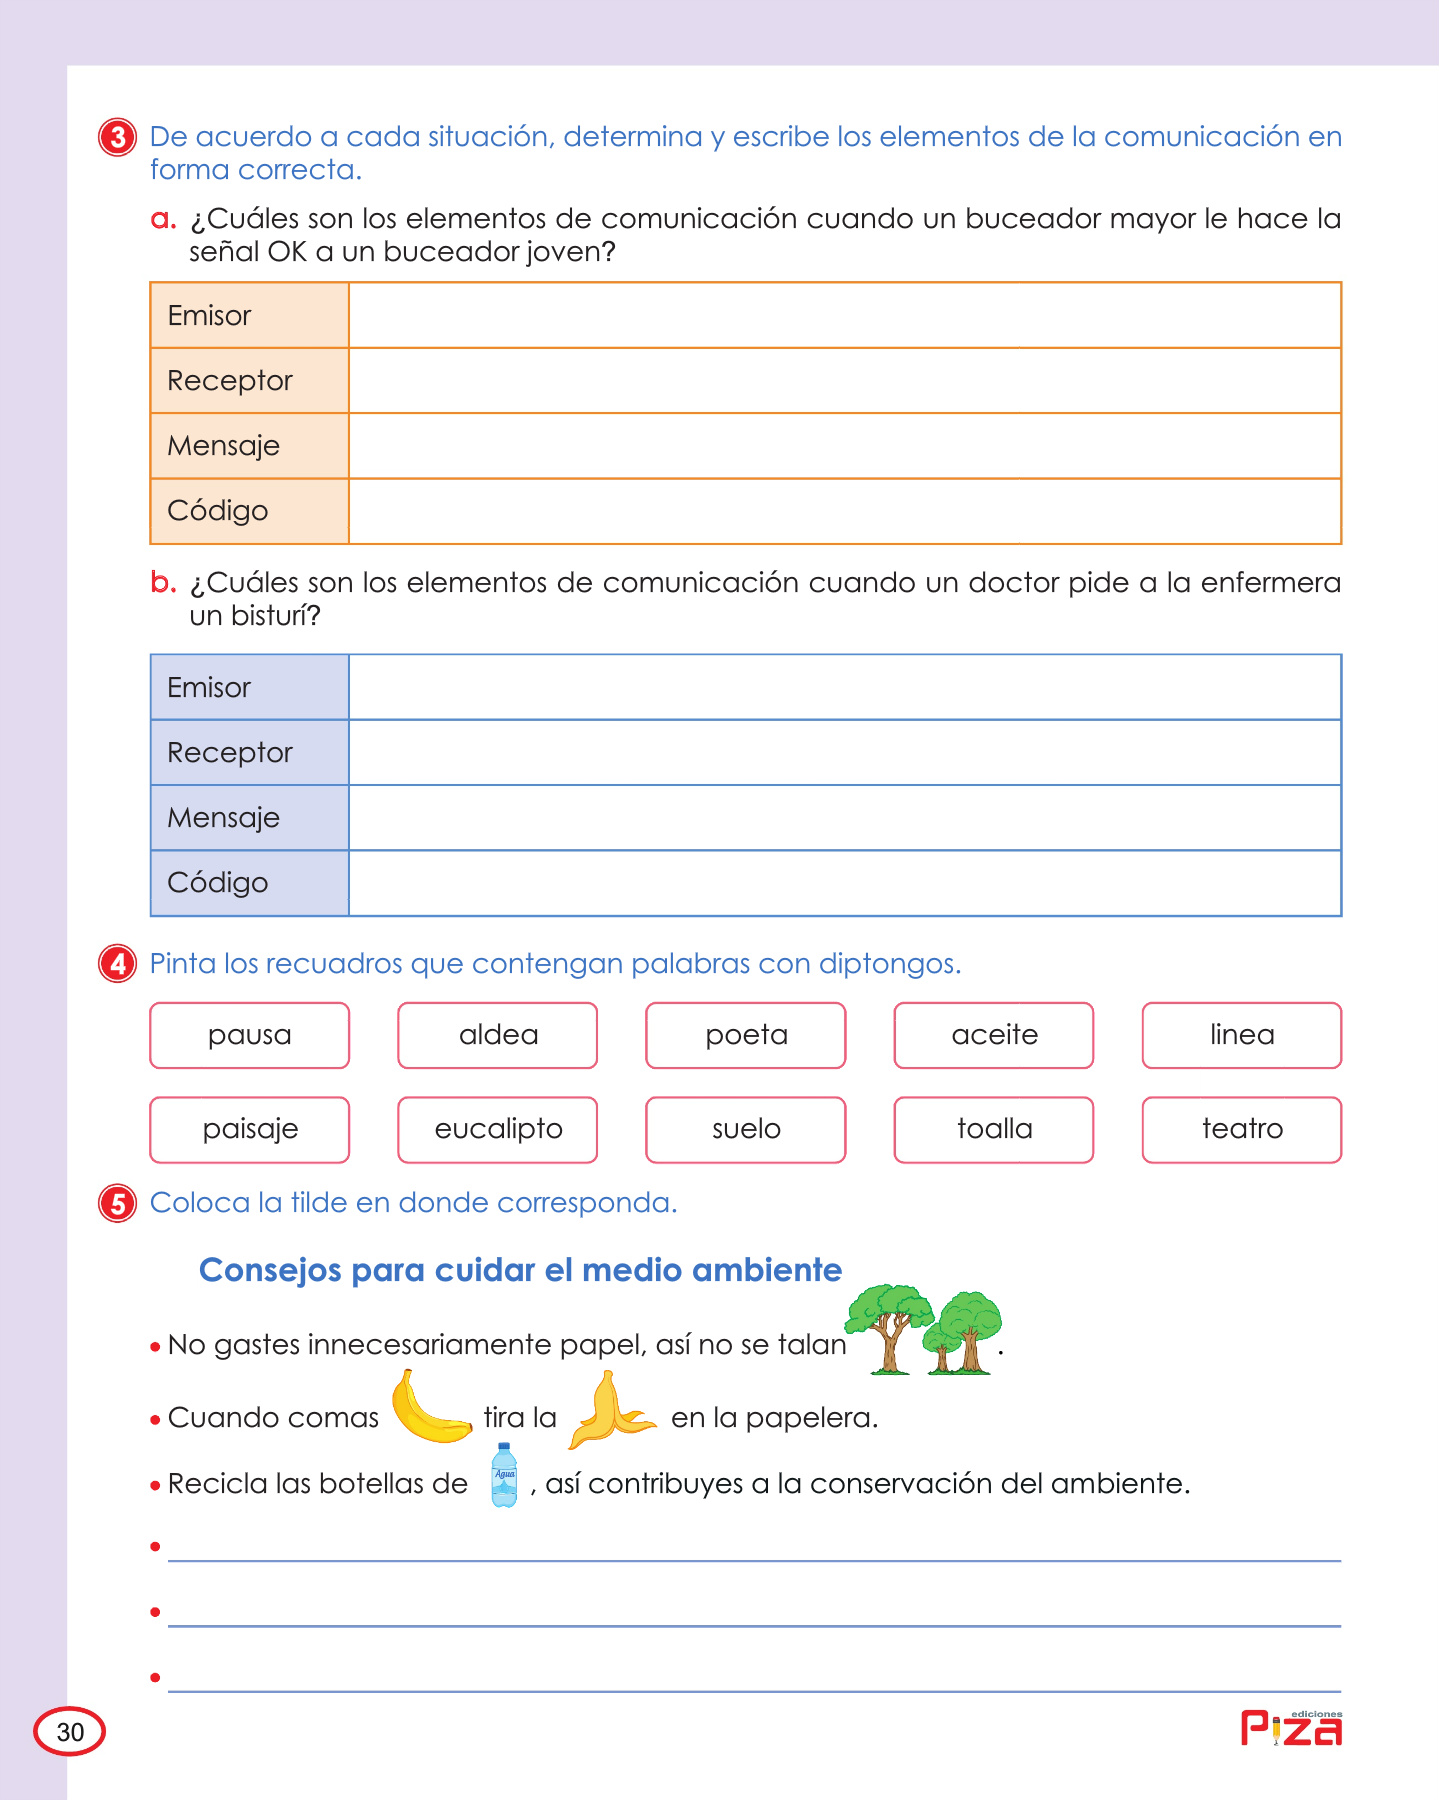 3 De acuerdo a cada situación, determina y escribe los elementos de la comunicación en
forma correcta.
a. ¿Cuáles son los elementos de comunicación cuando un buceador mayor le hace la
señal OK a un buceador joven?
Emisor
Receptor
Mensaje
Código
b. ¿Cuáles son los elementos de comunicación cuando un doctor pide a la enfermera
un bisturí?
Emisor
Receptor
Mensaje
Código
4 Pinta los recuadros que contengan palabras con diptongos.
pausa aldea poeta aceite linea
paisaje eucalipto suelo toalla teatro
5 Coloca la tilde en donde corresponda.
Consejos para cuidar el medio ambiente
• No gastes innecesariamente papel, así no se talan .
• Cuando comas tira la en la papelera.
• Recicla las botellas de Agua , así contribuyes a la conservación del ambiente.
•
•
•
30
ediciones
Piza